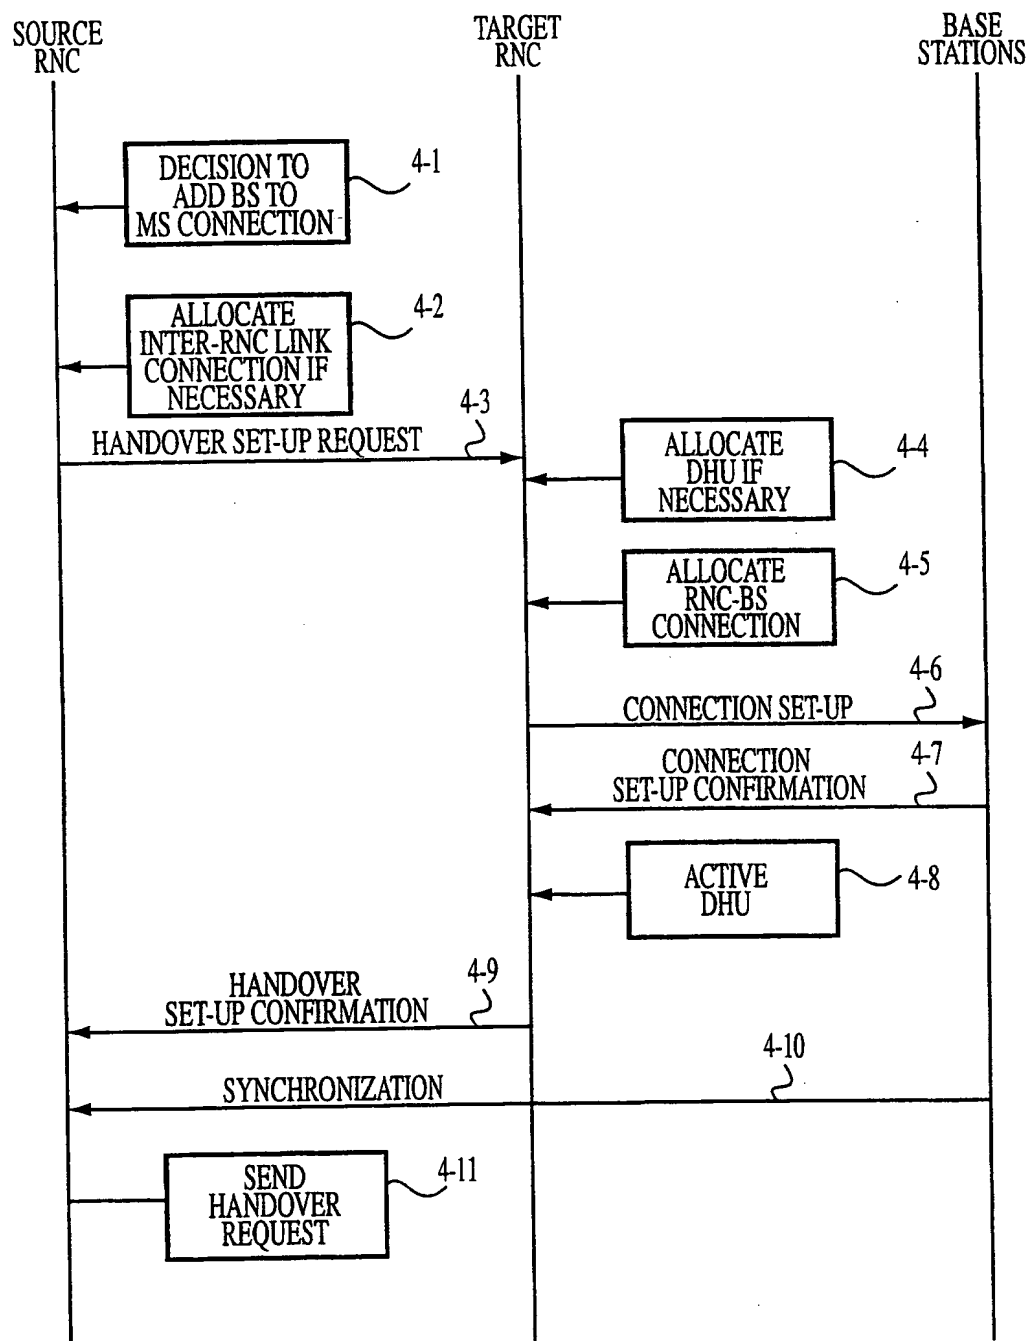 SOURCE
RNC
TARGET
RNC
BASE
STATIONS
DECISION TO
ADD BS TO
MS CONNECTION
4-1
ALLOCATE
INTER-RNC LINK
CONNECTION IF
NECESSARY
4-2
HANDOVER SET-UP REQUEST
4-3
ALLOCATE
DHU IF
NECESSARY
4-4
ALLOCATE
RNC-BS
CONNECTION
4-5
CONNECTION SET-UP
4-6
CONNECTION
SET-UP CONFIRMATION
4-7
ACTIVE
DHU
4-8
HANDOVER
SET-UP CONFIRMATION
4-9
SYNCHRONIZATION
4-10
SEND
HANDOVER
REQUEST
4-11